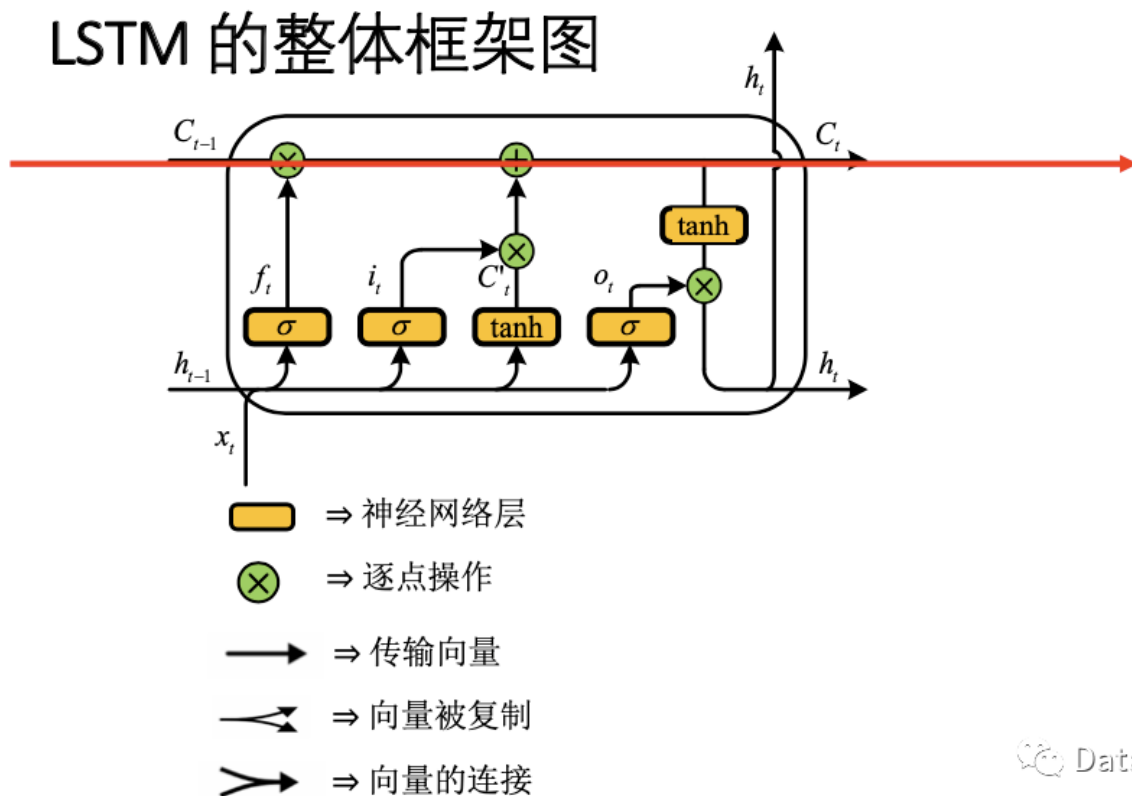 LSTM 的整体框架图
h_t
C_{t-1}
C_t
tanh
f_t
i_t
C'_t
o_t
σ
σ
tanh
σ
h_{t-1}
h_t
x_t
⇒ 神经网络层
⇒ 逐点操作
⇒ 传输向量
⇒ 向量被复制
⇒ 向量的连接
Dat